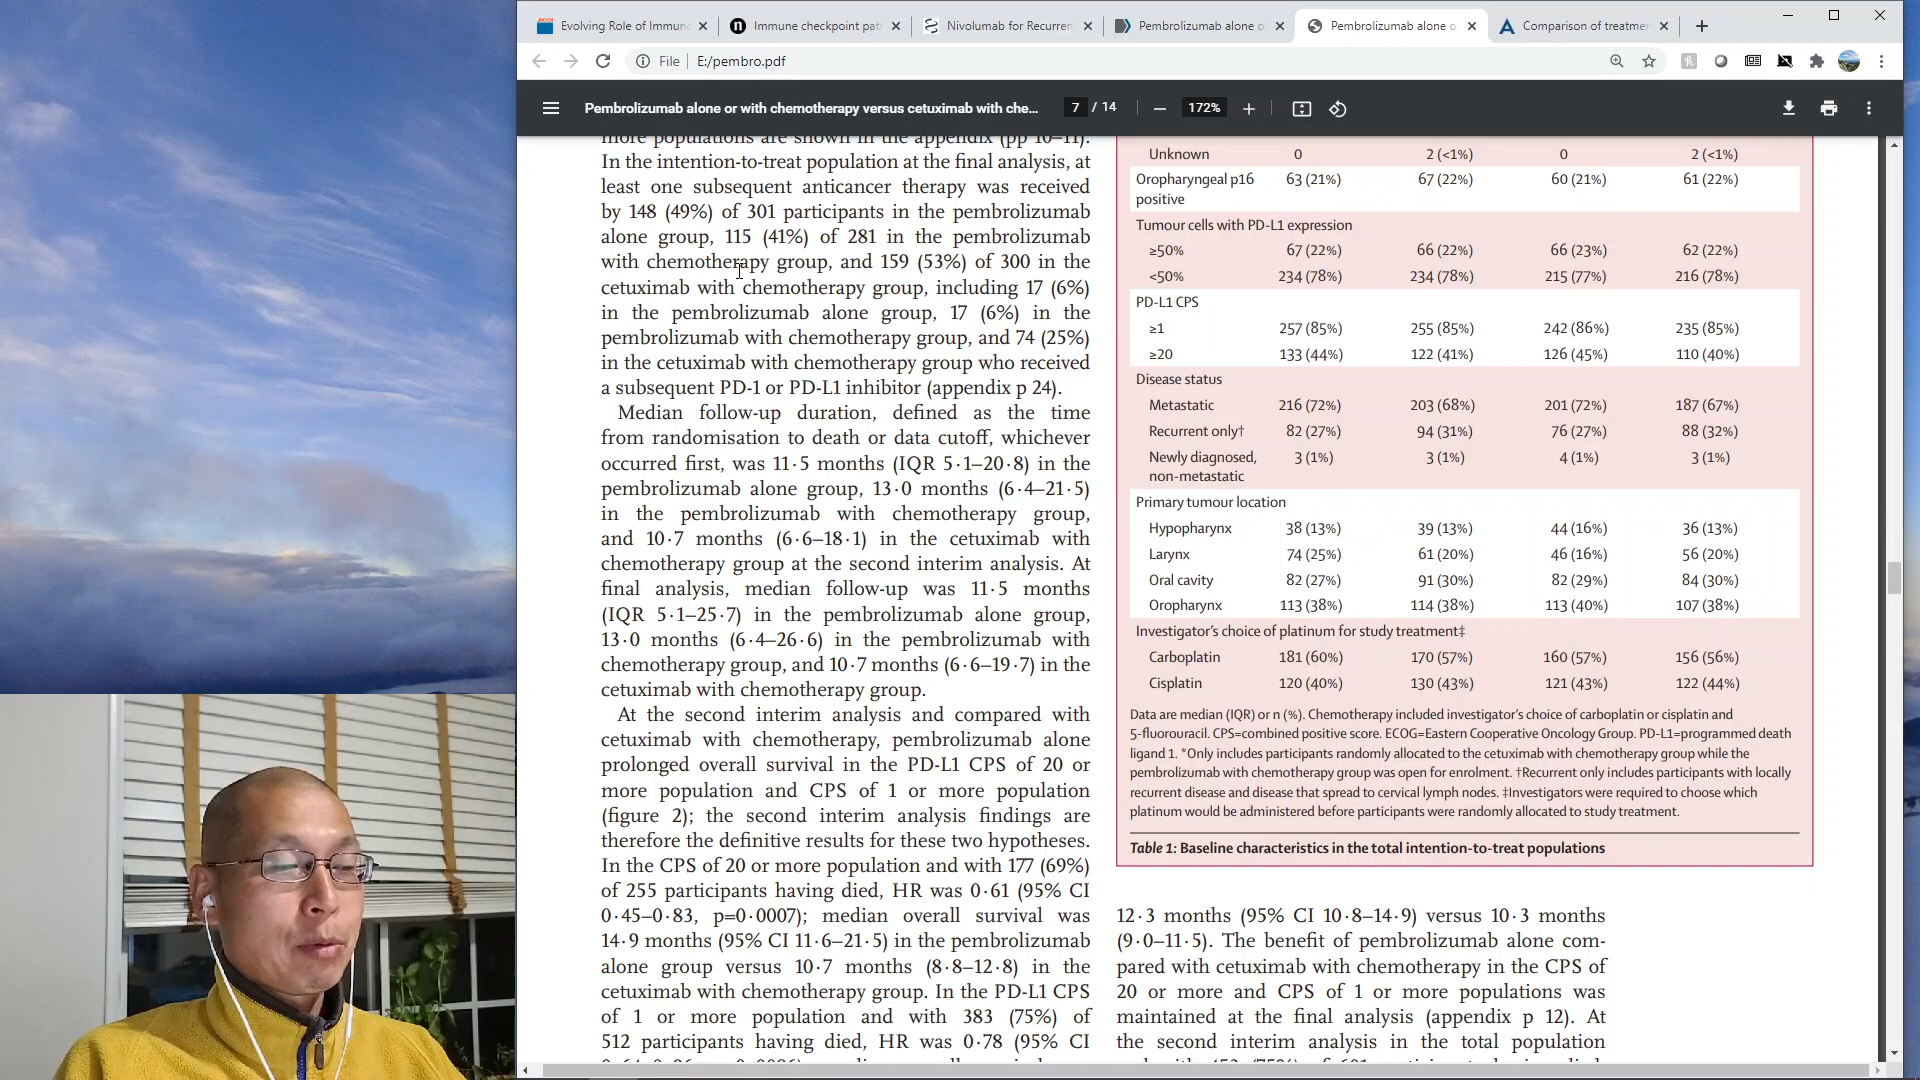 Evolving Role of Immun
Immune checkpoint pat
Nivolumab for Recurren
Pembrolizumab alone o
Pembrolizumab alone o
Comparison of treatmen
File
E:/pembro.pdf
Pembrolizumab alone or with chemotherapy versus cetuximab with che...
7 / 14
172%
more populations are shown in the appendix (pp 10–11).
In the intention-to-treat population at the final analysis, at
least one subsequent anticancer therapy was received
by 148 (49%) of 301 participants in the pembrolizumab
alone group, 115 (41%) of 281 in the pembrolizumab
with chemotherapy group, and 159 (53%) of 300 in the
cetuximab with chemotherapy group, including 17 (6%)
in the pembrolizumab alone group, 17 (6%) in the
pembrolizumab with chemotherapy group, and 74 (25%)
in the cetuximab with chemotherapy group who received
a subsequent PD-1 or PD-L1 inhibitor (appendix p 24).
Median follow-up duration, defined as the time
from randomisation to death or data cutoff, whichever
occurred first, was 11·5 months (IQR 5·1–20·8) in the
pembrolizumab alone group, 13·0 months (6·4–21·5)
in the pembrolizumab with chemotherapy group,
and 10·7 months (6·6–18·1) in the cetuximab with
chemotherapy group at the second interim analysis. At
final analysis, median follow-up was 11·5 months
(IQR 5·1–25·7) in the pembrolizumab alone group,
13·0 months (6·4–26·6) in the pembrolizumab with
chemotherapy group, and 10·7 months (6·6–19·7) in the
cetuximab with chemotherapy group.
At the second interim analysis and compared with
cetuximab with chemotherapy, pembrolizumab alone
prolonged overall survival in the PD-L1 CPS of 20 or
more population and CPS of 1 or more population
(figure 2); the second interim analysis findings are
therefore the definitive results for these two hypotheses.
In the CPS of 20 or more population and with 177 (69%)
of 255 participants having died, HR was 0·61 (95% CI
0·45–0·83, p=0·0007); median overall survival was
14·9 months (95% CI 11·6–21·5) in the pembrolizumab
alone group versus 10·7 months (8·8–12·8) in the
cetuximab with chemotherapy group. In the PD-L1 CPS
of 1 or more population and with 383 (75%) of
512 participants having died, HR was 0·78 (95% CI
Unknown 0 2 (<1%) 0 2 (<1%)
Oropharyngeal p16 63 (21%) 67 (22%) 60 (21%) 61 (22%)
positive
Tumour cells with PD-L1 expression
≥50% 67 (22%) 66 (22%) 66 (23%) 62 (22%)
<50% 234 (78%) 234 (78%) 215 (77%) 216 (78%)
PD-L1 CPS
≥1 257 (85%) 255 (85%) 242 (86%) 235 (85%)
≥20 133 (44%) 122 (41%) 126 (45%) 110 (40%)
Disease status
Metastatic 216 (72%) 203 (68%) 201 (72%) 187 (67%)
Recurrent only† 82 (27%) 94 (31%) 76 (27%) 88 (32%)
Newly diagnosed, 3 (1%) 3 (1%) 4 (1%) 3 (1%)
non-metastatic
Primary tumour location
Hypopharynx 38 (13%) 39 (13%) 44 (16%) 36 (13%)
Larynx 74 (25%) 61 (20%) 46 (16%) 56 (20%)
Oral cavity 82 (27%) 91 (30%) 82 (29%) 84 (30%)
Oropharynx 113 (38%) 114 (38%) 113 (40%) 107 (38%)
Investigator's choice of platinum for study treatment‡
Carboplatin 181 (60%) 170 (57%) 160 (57%) 156 (56%)
Cisplatin 120 (40%) 130 (43%) 121 (43%) 122 (44%)
Data are median (IQR) or n (%). Chemotherapy included investigator's choice of carboplatin or cisplatin and
5-fluorouracil. CPS=combined positive score. ECOG=Eastern Cooperative Oncology Group. PD-L1=programmed death
ligand 1. *Only includes participants randomly allocated to the cetuximab with chemotherapy group while the
pembrolizumab with chemotherapy group was open for enrolment. †Recurrent only includes participants with locally
recurrent disease and disease that spread to cervical lymph nodes. ‡Investigators were required to choose which
platinum would be administered before participants were randomly allocated to study treatment.
Table 1: Baseline characteristics in the total intention-to-treat populations
12·3 months (95% CI 10·8–14·9) versus 10·3 months
(9·0–11·5). The benefit of pembrolizumab alone com-
pared with cetuximab with chemotherapy in the CPS of
20 or more and CPS of 1 or more populations was
maintained at the final analysis (appendix p 12). At
the second interim analysis in the total population